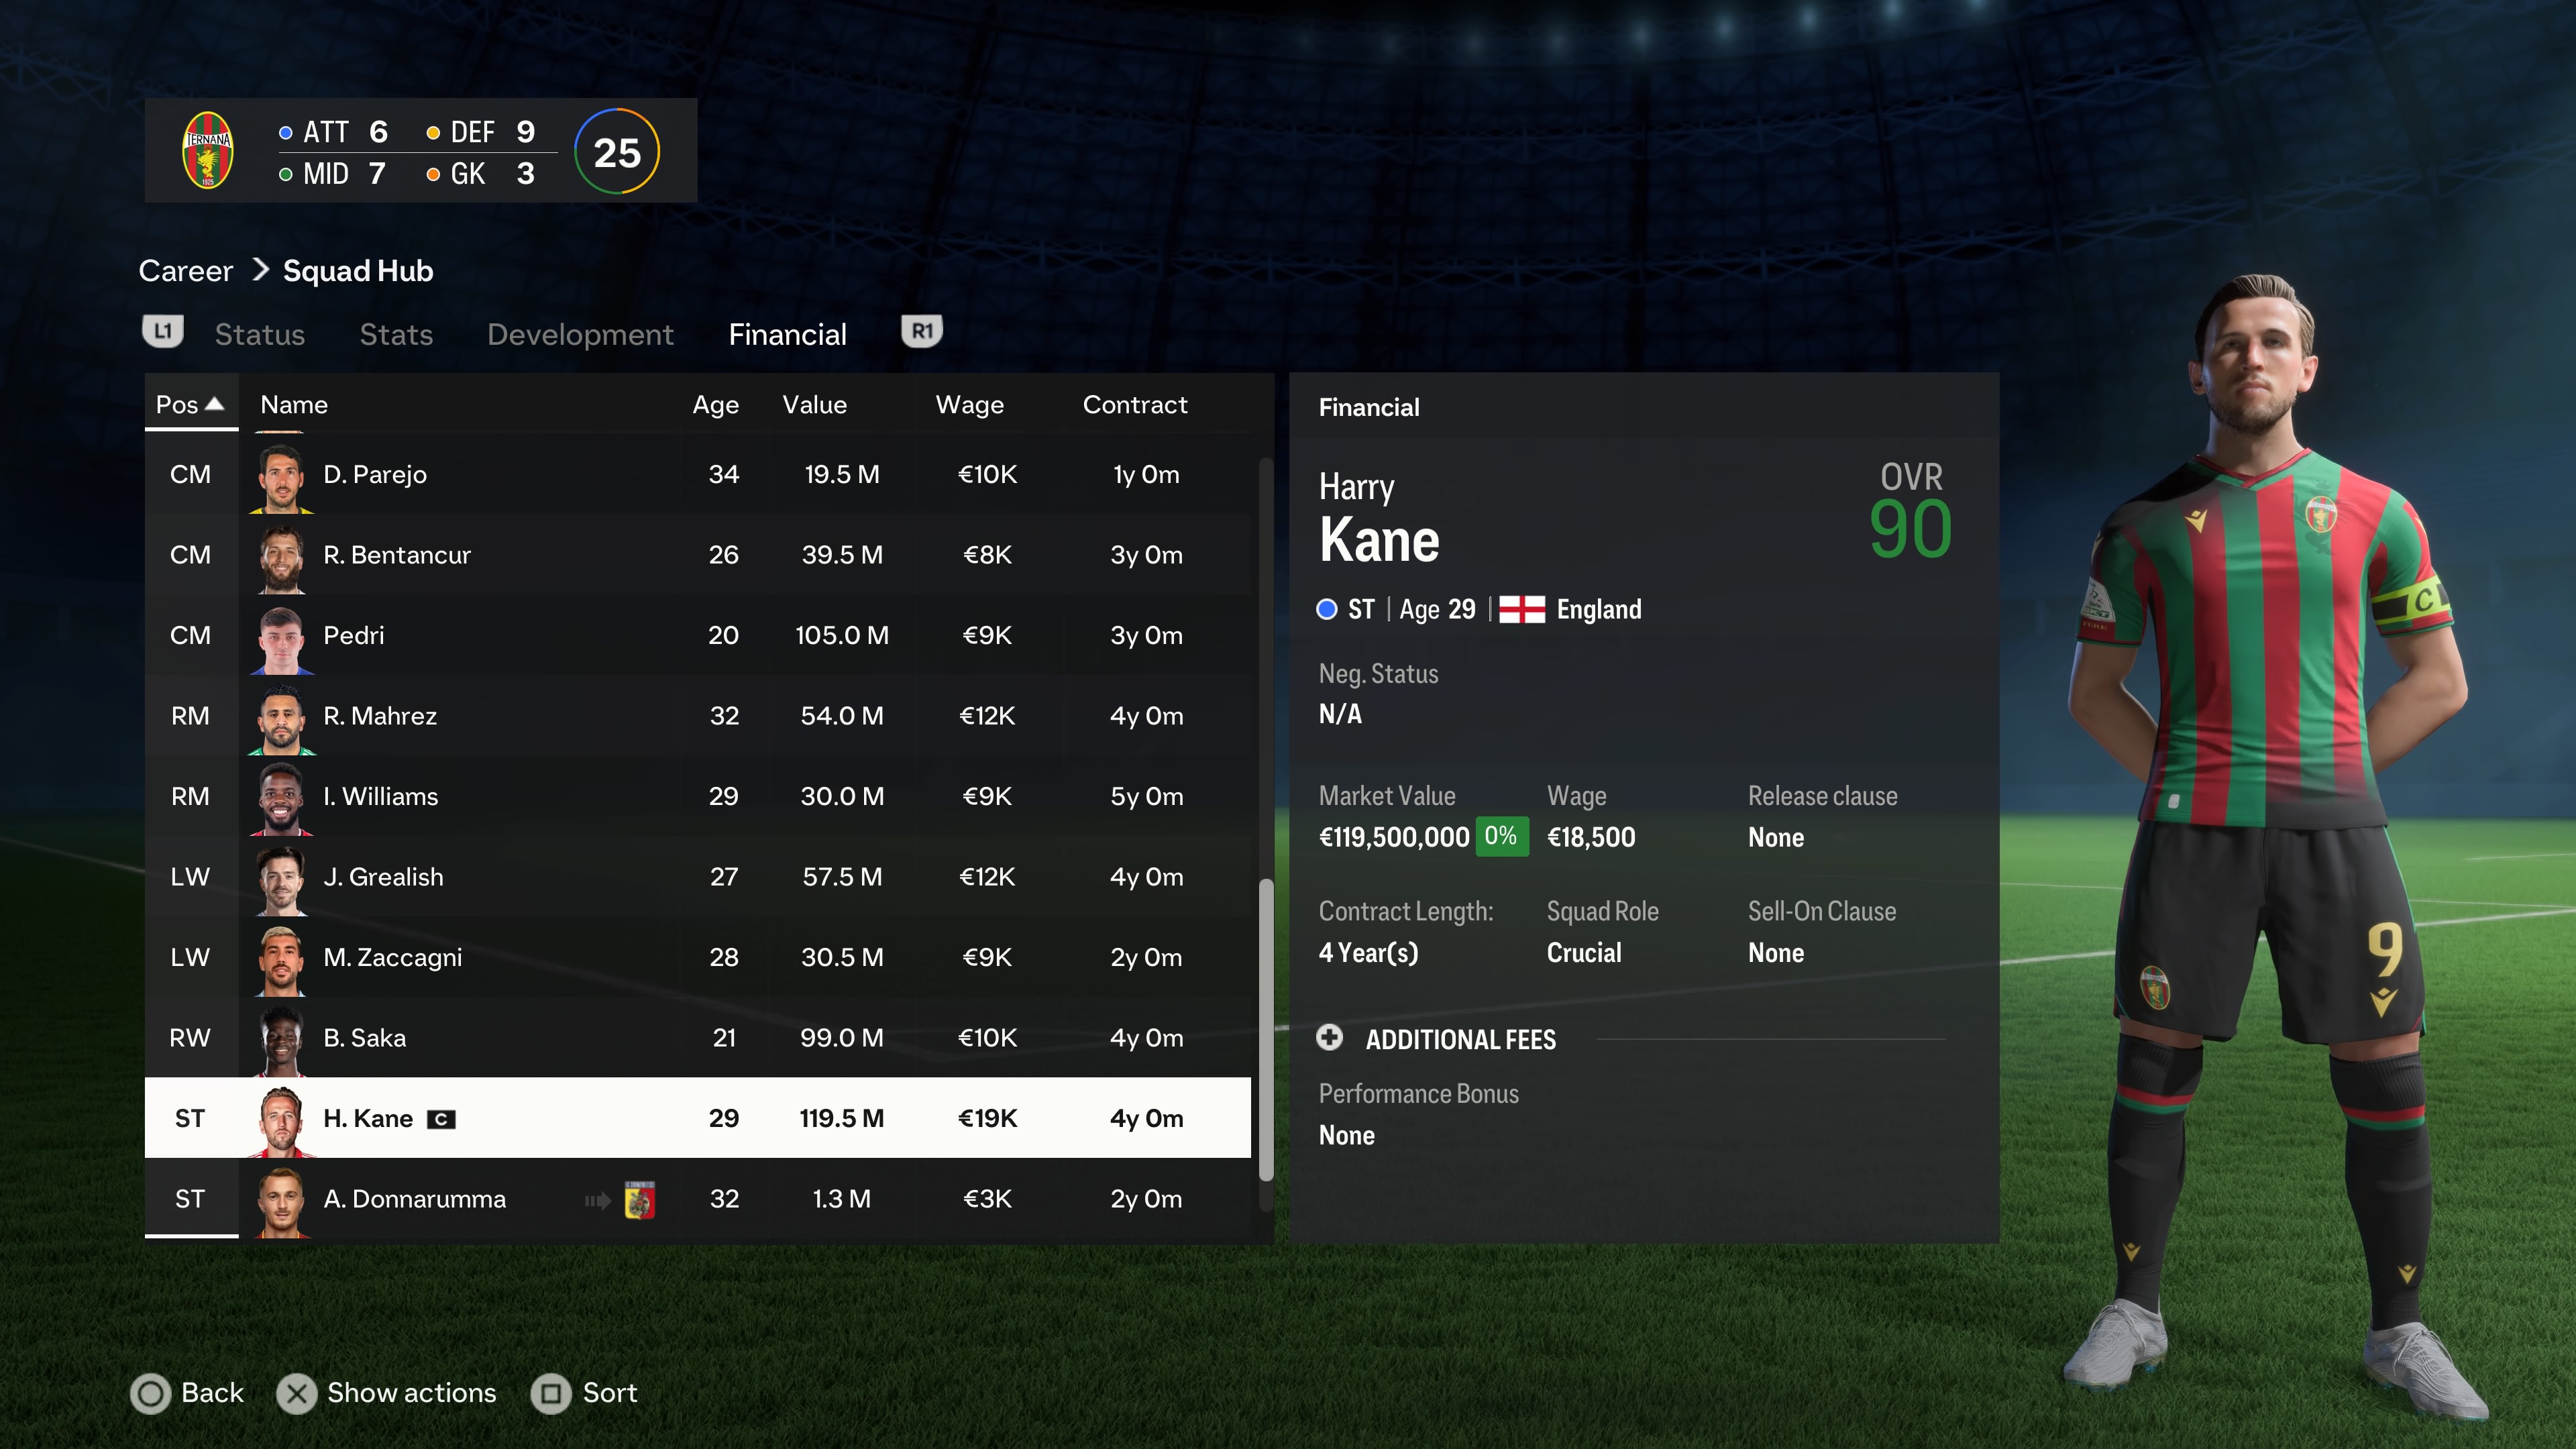 TERNANA
1925
ATT 6 DEF 9
MID 7 GK 3
25
Career > Squad Hub
L1 Status Stats Development Financial R1
Pos Name Age Value Wage Contract
CM D. Parejo 34 19.5 M €10K 1y 0m
CM R. Bentancur 26 39.5 M €8K 3y 0m
CM Pedri 20 105.0 M €9K 3y 0m
RM R. Mahrez 32 54.0 M €12K 4y 0m
RM I. Williams 29 30.0 M €9K 5y 0m
LW J. Grealish 27 57.5 M €12K 4y 0m
LW M. Zaccagni 28 30.5 M €9K 2y 0m
RW B. Saka 21 99.0 M €10K 4y 0m
ST H. Kane C 29 119.5 M €19K 4y 0m
ST A. Donnarumma 32 1.3 M €3K 2y 0m
Financial
Harry
Kane
OVR
90
ST | Age 29 | England
Neg. Status
N/A
Market Value Wage Release clause
€119,500,000 0% €18,500 None
Contract Length: Squad Role Sell-On Clause
4 Year(s) Crucial None
ADDITIONAL FEES
Performance Bonus
None
C
9
Back Show actions Sort